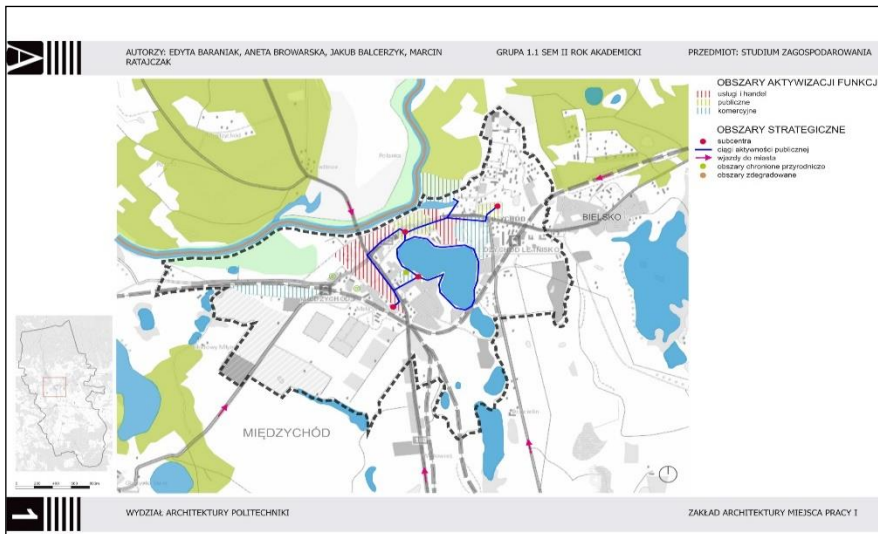 A
AUTORZY: EDYTA BARANIAK, ANETA BROWARSKA, JAKUB BALCERZYK, MARCIN
RATAJCZAK
GRUPA 1.1 SEM II ROK AKADEMICKI
PRZEDMIOT: STUDIUM ZAGOSPODAROWANIA
OBSZARY AKTYWIZACJI FUNKCJ
usługi i handel
publiczne
komercyjne
OBSZARY STRATEGICZNE
subcentra
ciągi aktywności publicznej
wjazdy do miasta
obszary chronione przyrodniczo
obszary zdegradowane
BIELSKO
MIĘDZYCHÓD
1
WYDZIAŁ ARCHITEKTURY POLITECHNIKI
ZAKŁAD ARCHITEKTURY MIEJSCA PRACY I